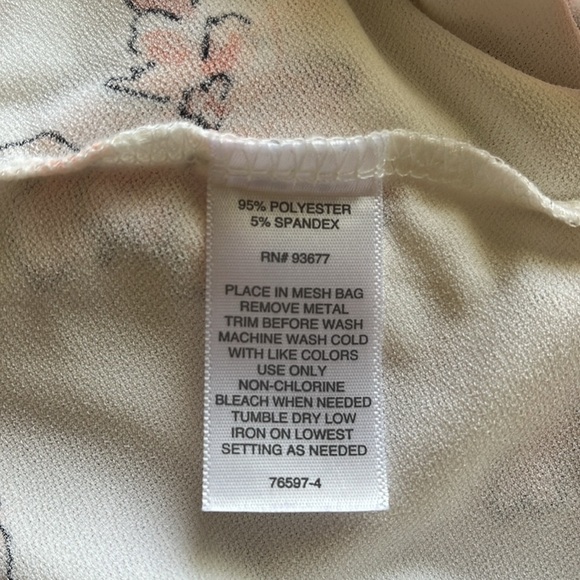 95% POLYESTER
5% SPANDEX
RN# 93677
PLACE IN MESH BAG
REMOVE METAL
TRIM BEFORE WASH
MACHINE WASH COLD
WITH LIKE COLORS
USE ONLY
NON-CHLORINE
BLEACH WHEN NEEDED
TUMBLE DRY LOW
IRON ON LOWEST
SETTING AS NEEDED
76597-4